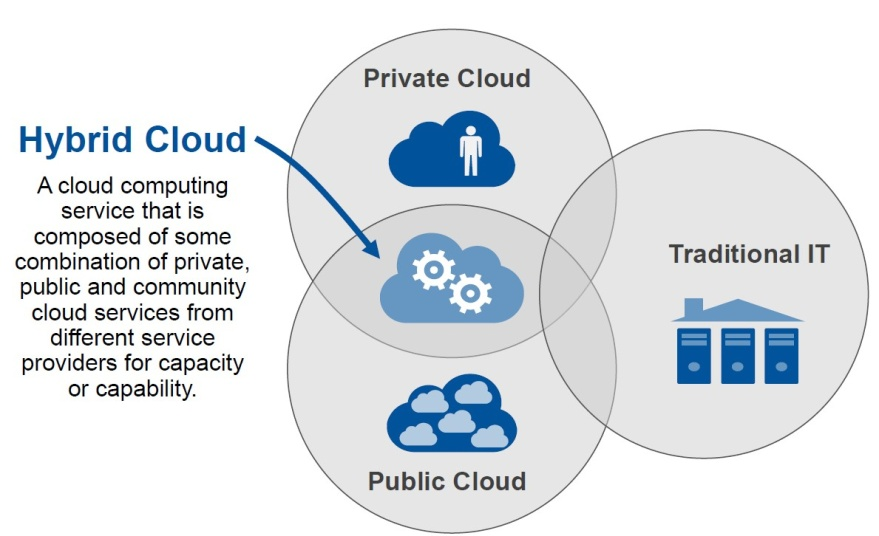 Private Cloud
Hybrid Cloud
A cloud computing
service that is
composed of some
combination of private,
public and community
cloud services from
different service
providers for capacity
or capability.
Traditional IT
Public Cloud